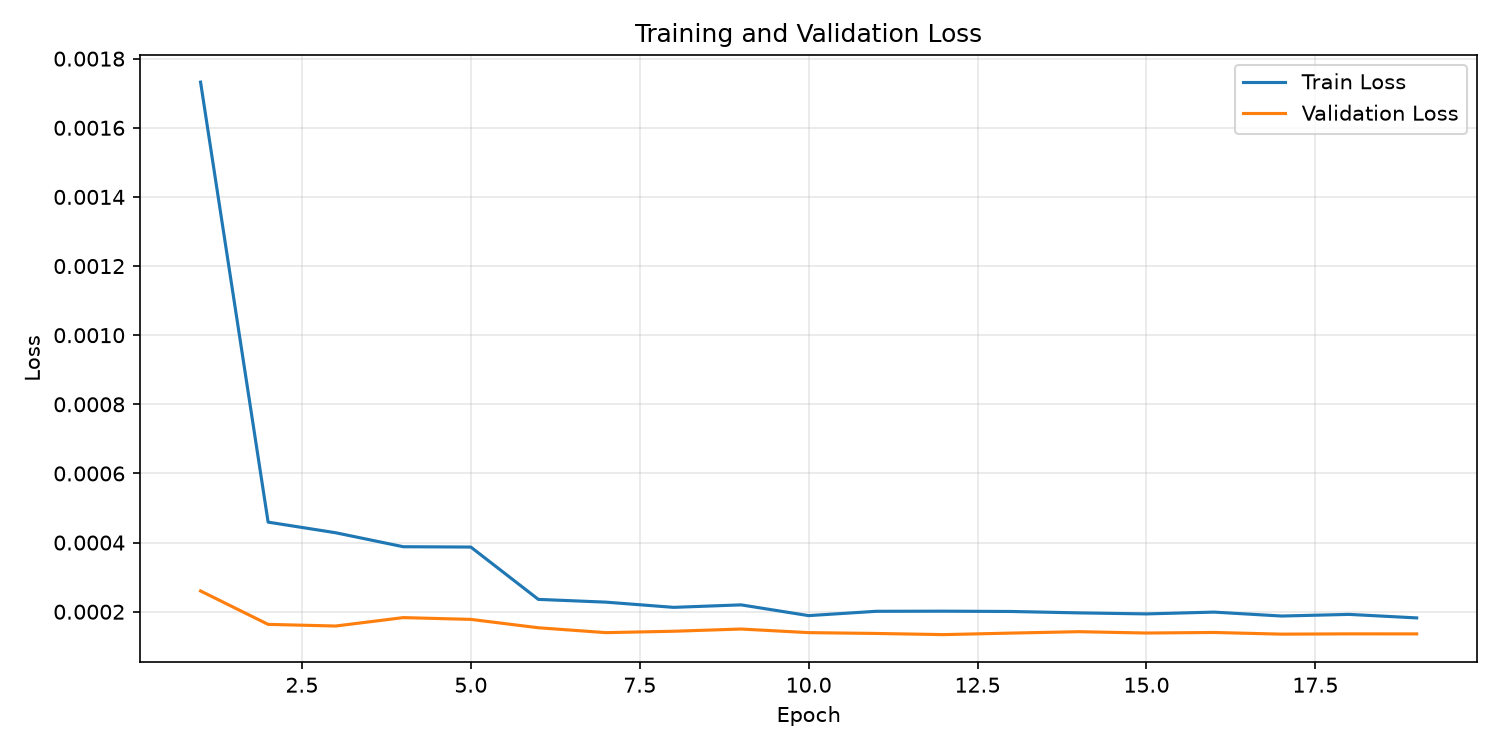 Training and Validation Loss
Train Loss
Validation Loss
0.0018
0.0016
0.0014
0.0012
0.0010
0.0008
0.0006
0.0004
0.0002
Loss
2.5 5.0 7.5 10.0 12.5 15.0 17.5
Epoch